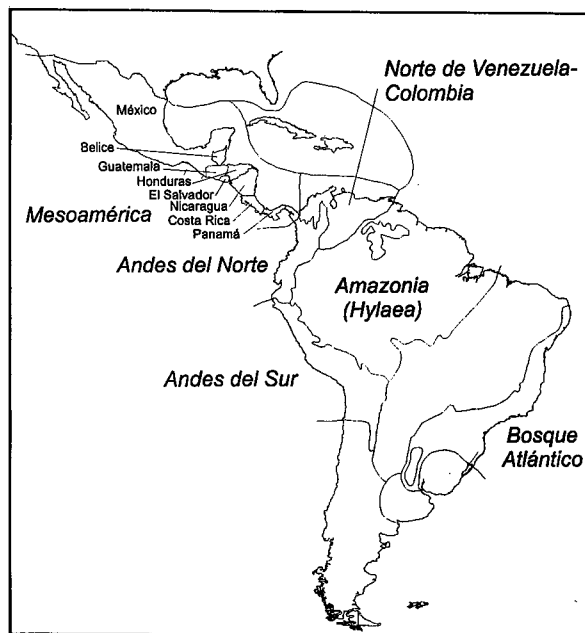 Norte de Venezuela-
Colombia
México
Belice
Guatemala
Honduras
El Salvador
Nicaragua
Costa Rica
Panamá
Mesoamérica
Andes del Norte
Amazonia
(Hylaea)
Andes del Sur
Bosque
Atlántico